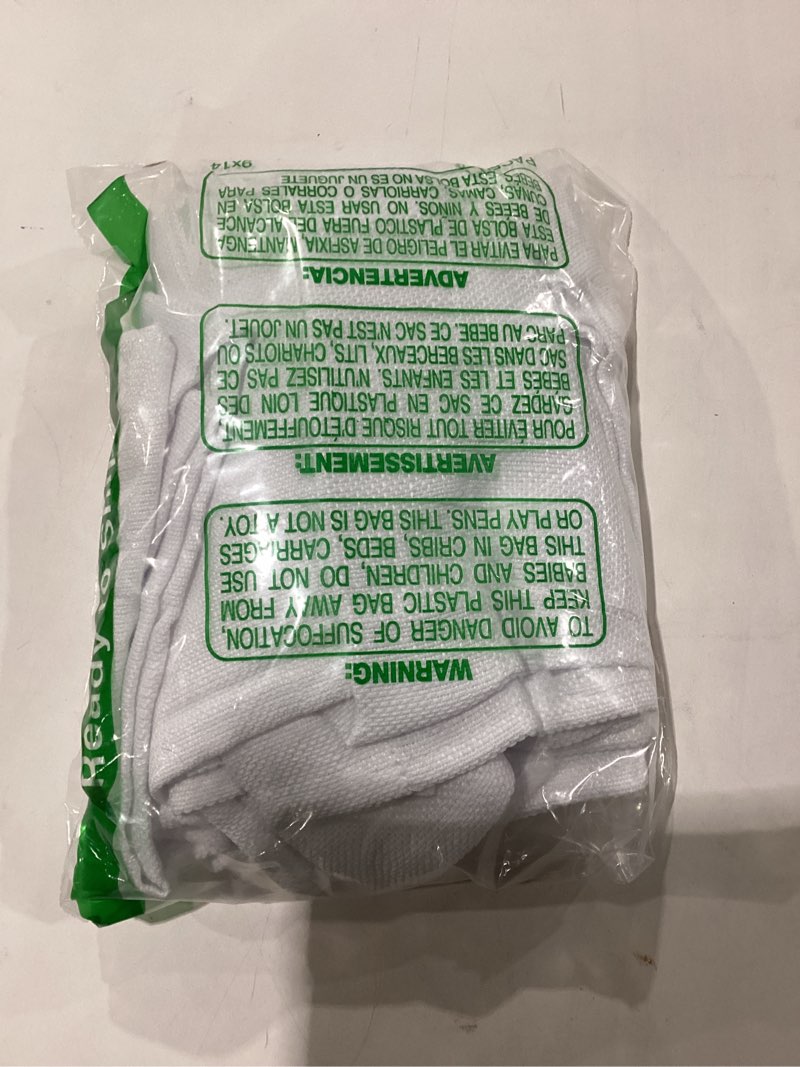 WARNING:
TO AVOID DANGER OF SUFFOCATION,
KEEP THIS PLASTIC BAG AWAY FROM
BABIES AND CHILDREN, DO NOT USE
THIS BAG IN CRIBS, BEDS, CARRIAGES
OR PLAY PENS. THIS BAG IS NOT A TOY.
AVERTISSEMENT:
POUR ÉVITER TOUT RISQUE D'ÉTOUFFEMENT,
GARDEZ CE SAC EN PLASTIQUE LOIN DES
BEBES ET LES ENFANTS. N'UTILISEZ PAS CE
SAC DANS LES BERCEAUX, LITS, CHARIOTS OU
PARC AU BEBE. CE SAC N'EST PAS UN JOUET.
ADVERTENCIA:
PARA EVITAR EL PELIGRO DE ASFIXIA, MANTENGA
ESTA BOLSA DE PLASTICO FUERA DEL ALCANCE
DE BEBES Y NINOS. NO USAR ESTA BOLSA EN
CUNAS, CAMAS, CARRIOLAS O CORRALES PARA
BEBES. ESTA BOLSA NO ES UN JUGUETE
9X14
Ready to